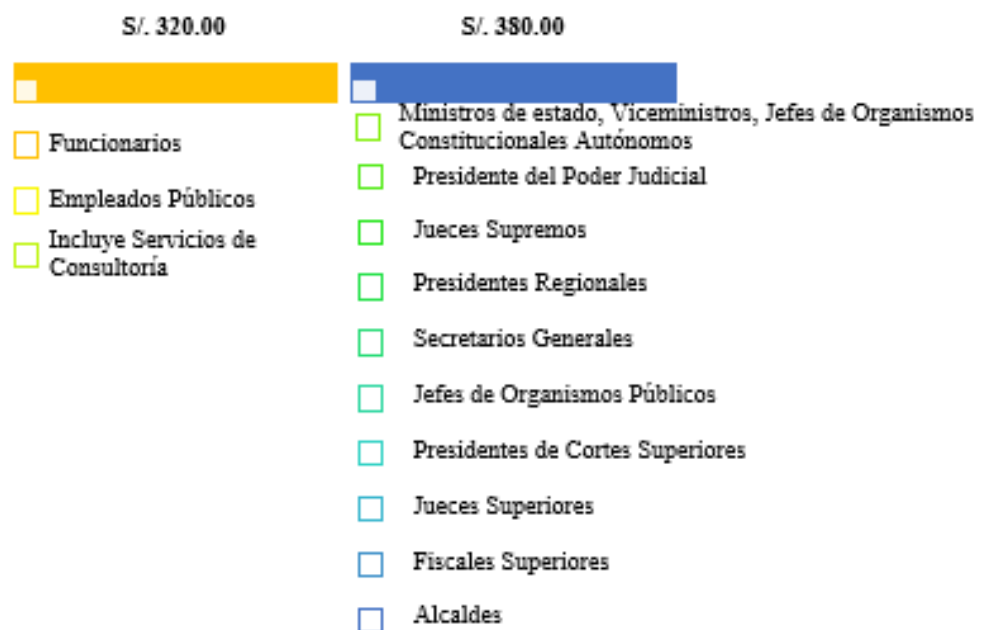 S/. 320.00
Funcionarios
Empleados Públicos
Incluye Servicios de
Consultoría
S/. 380.00
Ministros de estado, Viceministros, Jefes de Organismos
Constitucionales Autónomos
Presidente del Poder Judicial
Jueces Supremos
Presidentes Regionales
Secretarios Generales
Jefes de Organismos Públicos
Presidentes de Cortes Superiores
Jueces Superiores
Fiscales Superiores
Alcaldes